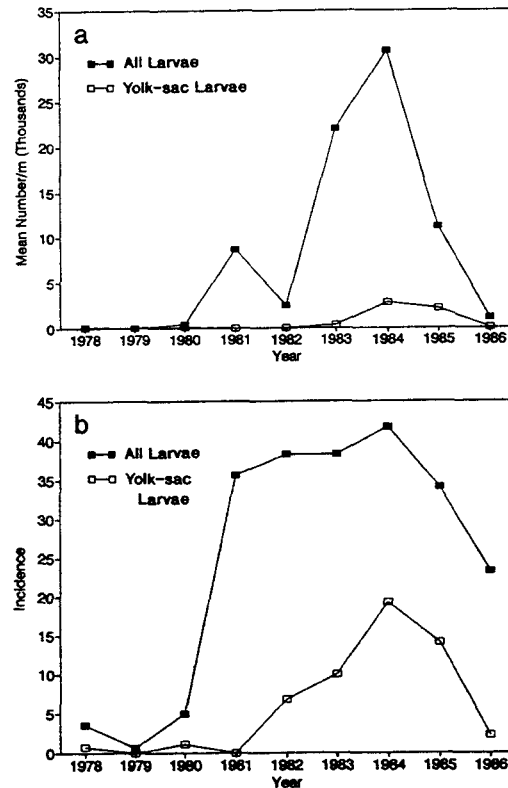 a
All Larvae
Yolk-sac Larvae
Mean Number/m (Thousands)
35
30
25
20
15
10
5
0
1978 1979 1980 1981 1982 1983 1984 1985 1986
Year
b
All Larvae
Yolk-sac
Larvae
Incidence
45
40
35
30
25
20
15
10
5
0
1978 1979 1980 1981 1982 1983 1984 1985 1986
Year